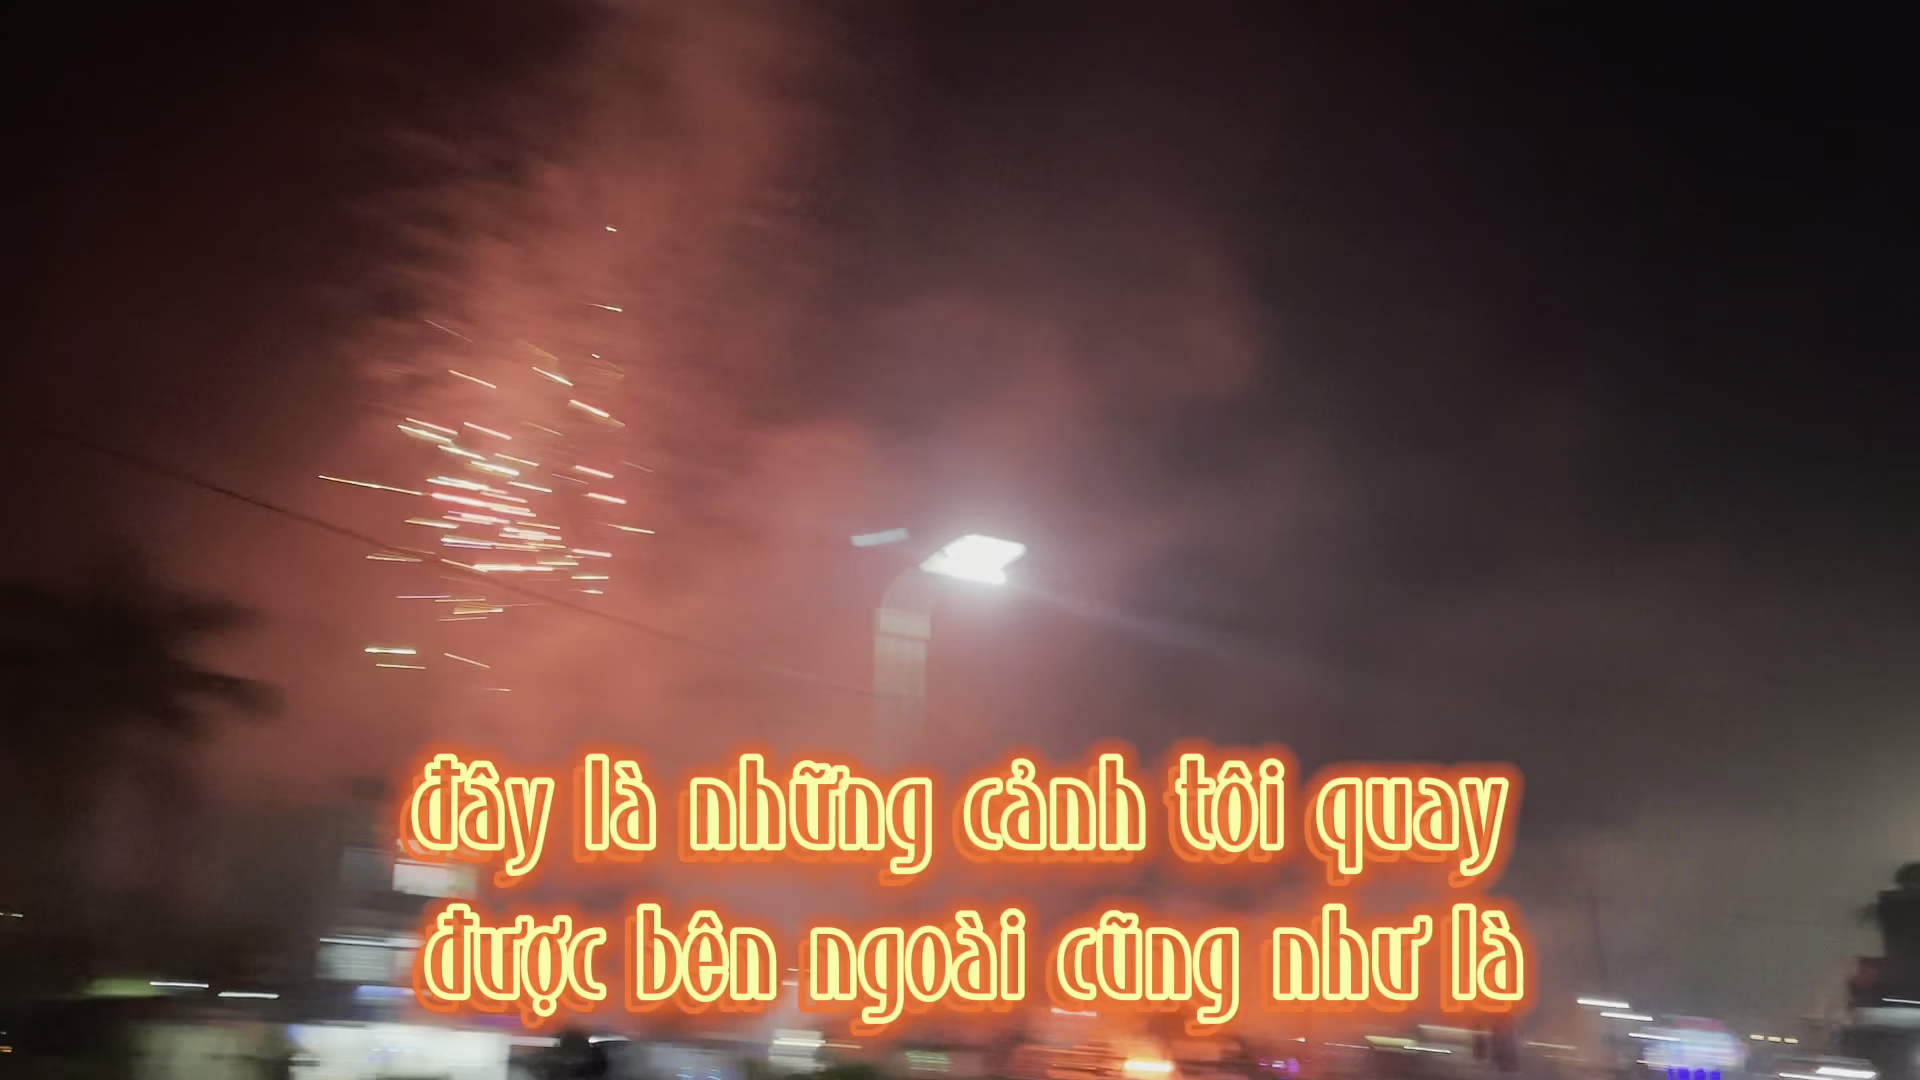 đây là những cảnh tôi quay
được bên ngoài cũng như là